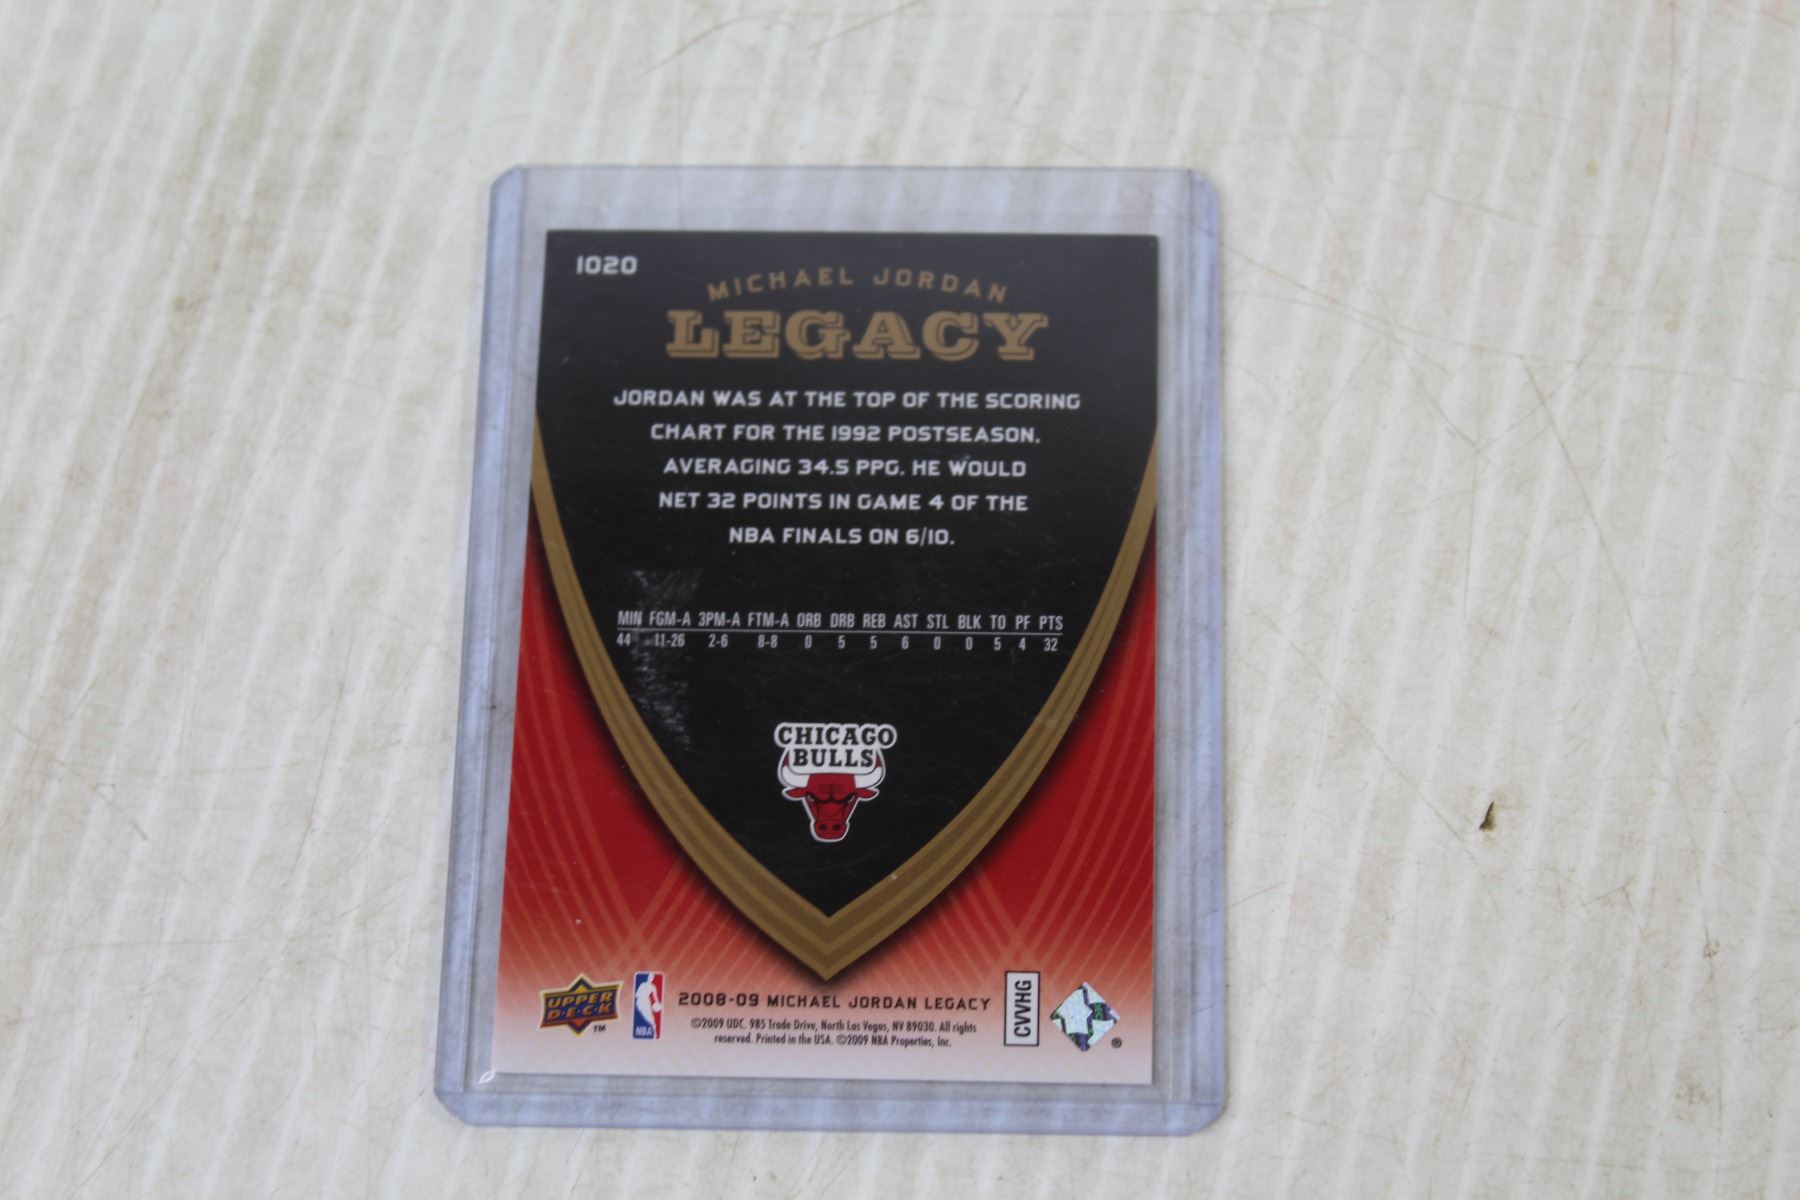 1020
MICHAEL JORDAN
LEGACY
JORDAN WAS AT THE TOP OF THE SCORING
CHART FOR THE 1992 POSTSEASON,
AVERAGING 34.5 PPG. HE WOULD
NET 32 POINTS IN GAME 4 OF THE
NBA FINALS ON 6/10.
MIN FGM-A 3PM-A FTM-A ORB DRB REB AST STL BLK TO PF PTS
44 11-26 2-6 8-8 0 5 5 6 0 0 5 4 32
CHICAGO
BULLS
UPPER
D·E·C·K
TM
NBA
2008-09 MICHAEL JORDAN LEGACY
©2009 UDC. 985 Trade Drive, North Las Vegas, NV 89030. All rights
reserved. Printed in the USA. ©2009 NBA Properties, Inc.
CVVHG
®